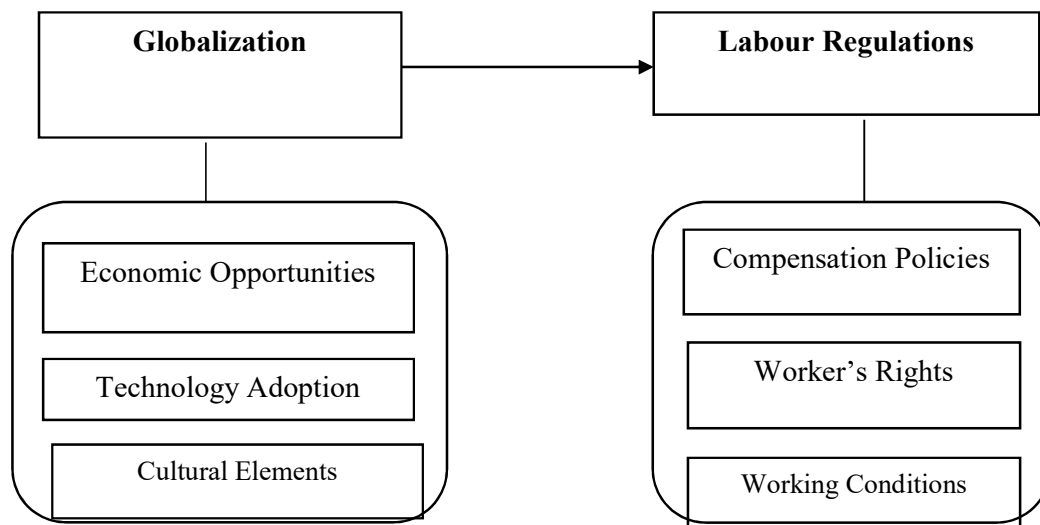 Globalization
Labour Regulations
Economic Opportunities
Technology Adoption
Cultural Elements
Compensation Policies
Worker’s Rights
Working Conditions